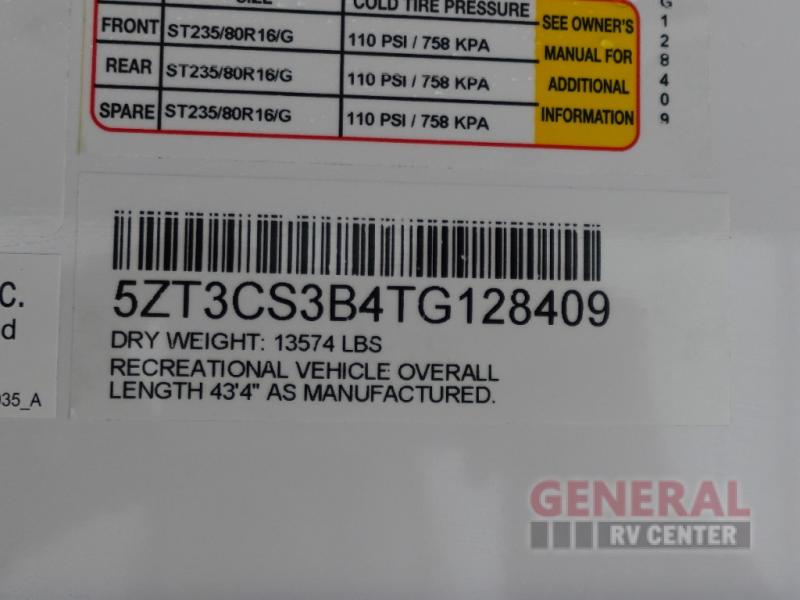 SIZE
COLD TIRE PRESSURE
FRONT ST235/80R16/G 110 PSI / 758 KPA
REAR ST235/80R16/G 110 PSI / 758 KPA
SPARE ST235/80R16/G 110 PSI / 758 KPA
SEE OWNER'S
MANUAL FOR
ADDITIONAL
INFORMATION
G
1
2
8
4
0
9
5ZT3CS3B4TG128409
DRY WEIGHT: 13574 LBS
RECREATIONAL VEHICLE OVERALL
LENGTH 43'4" AS MANUFACTURED.
C.
d
035_A
GENERAL
RV CENTER